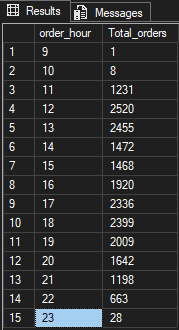 Results Messages
order_hour Total_orders
1 9 1
2 10 8
3 11 1231
4 12 2520
5 13 2455
6 14 1472
7 15 1468
8 16 1920
9 17 2336
10 18 2399
11 19 2009
12 20 1642
13 21 1198
14 22 663
15 23 28